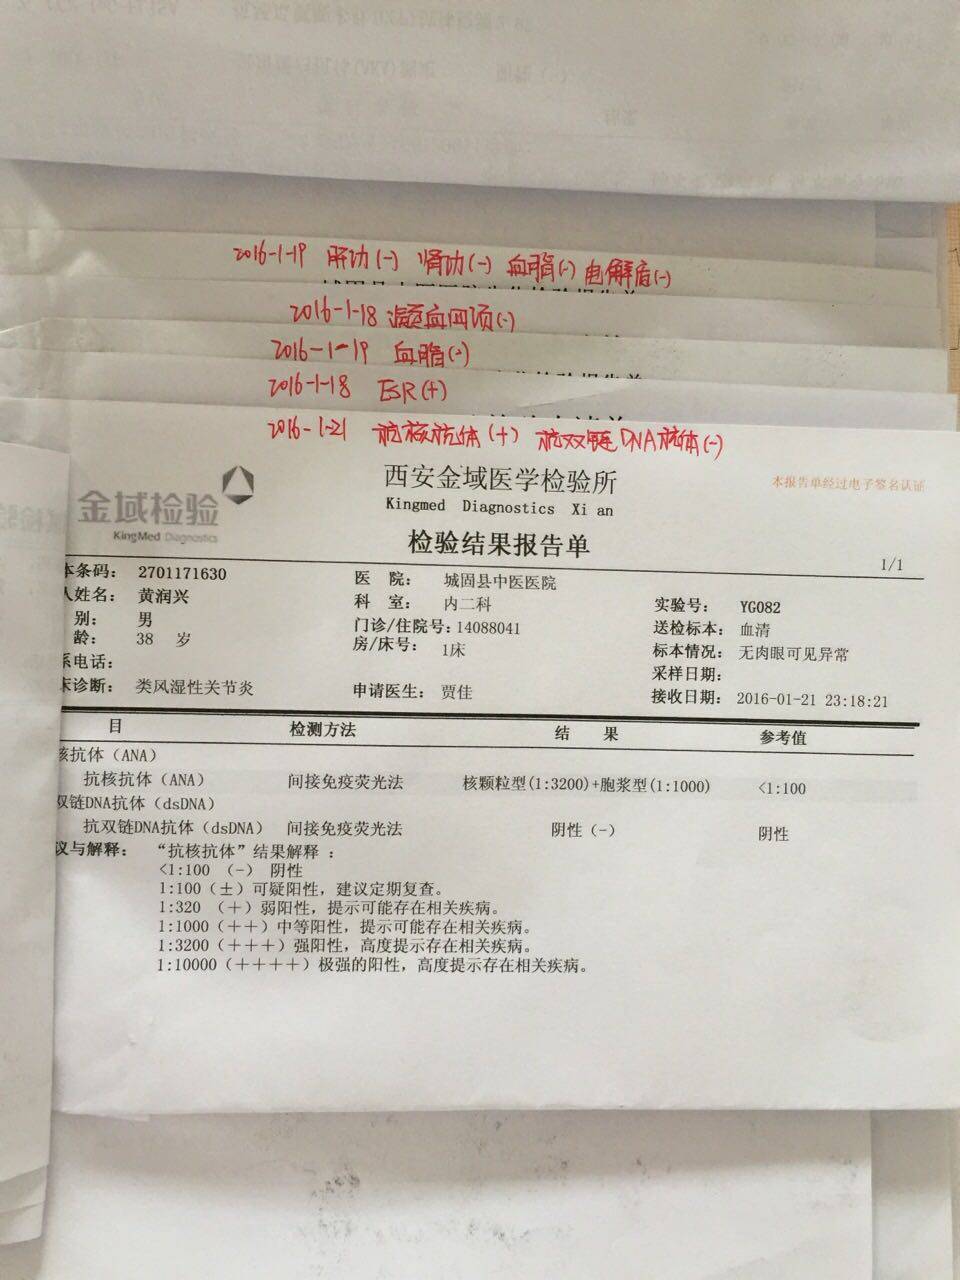 2016-1-19 肝功(-) 肾功(-) 血脂(-) 电解质(-)
2016-1-18 凝血四项(-)
2016-1-19 血脂(-)
2016-1-18 ESR(+)
2016-1-21 抗核抗体(+) 抗双链DNA抗体(-)
金域检验
KingMed Diagnostics
西安金域医学检验所
Kingmed Diagnostics Xi an
本报告单经过电子签名认证
检验结果报告单
1/1
本条码： 2701171630 医 院： 城固县中医医院
人姓名： 黄润兴 科 室： 内二科 实验号： YG082
别： 男 门诊/住院号：14088041 送检标本：血清
龄： 38 岁 房/床号： 1床 标本情况： 无肉眼可见异常
系电话： 采样日期：
床诊断： 类风湿性关节炎 申请医生： 贾佳 接收日期： 2016-01-21 23:18:21
目 检测方法 结 果 参考值
核抗体（ANA）
抗核抗体（ANA） 间接免疫荧光法 核颗粒型(1:3200)+胞浆型(1:1000) <1:100
双链DNA抗体（dsDNA）
抗双链DNA抗体（dsDNA） 间接免疫荧光法 阴性（-） 阴性
议与解释： “抗核抗体”结果解释 ：
<1:100 （-） 阴性
1:100（±）可疑阳性，建议定期复查。
1:320 （+）弱阳性，提示可能存在相关疾病。
1:1000（++）中等阳性，提示可能存在相关疾病。
1:3200（+++）强阳性，高度提示存在相关疾病。
1:10000（++++）极强的阳性，高度提示存在相关疾病。